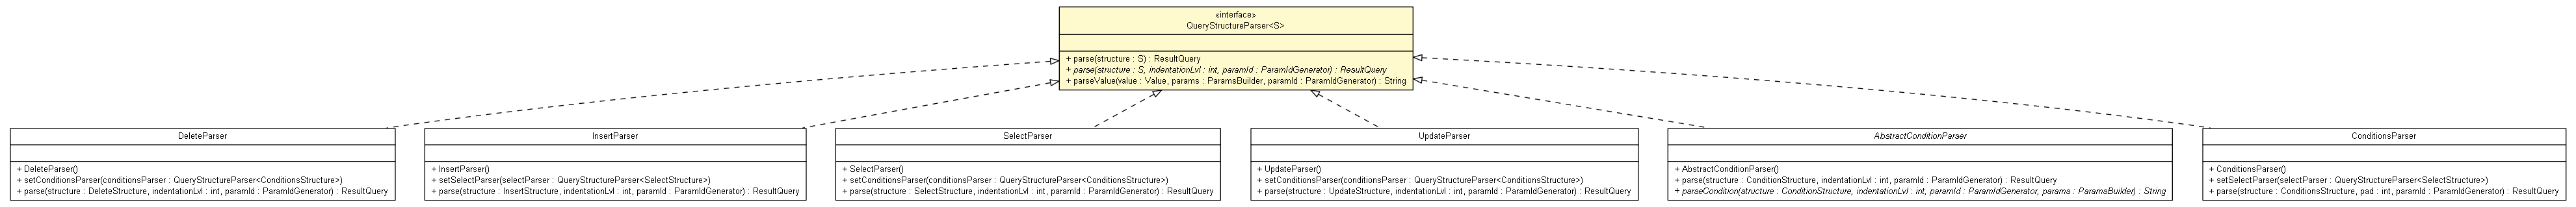 «interface»
QueryStructureParser<S>
+ parse(structure : S) : ResultQuery
+ parse(structure : S, indentationLvl : int, paramId : ParamIdGenerator) : ResultQuery
+ parseValue(value : Value, params : ParamsBuilder, paramId : ParamIdGenerator) : String
DeleteParser
+ DeleteParser()
+ setConditionsParser(conditionsParser : QueryStructureParser<ConditionsStructure>)
+ parse(structure : DeleteStructure, indentationLvl : int, paramId : ParamIdGenerator) : ResultQuery
InsertParser
+ InsertParser()
+ setSelectParser(selectParser : QueryStructureParser<SelectStructure>)
+ parse(structure : InsertStructure, indentationLvl : int, paramId : ParamIdGenerator) : ResultQuery
SelectParser
+ SelectParser()
+ setConditionsParser(conditionsParser : QueryStructureParser<ConditionsStructure>)
+ parse(structure : SelectStructure, indentationLvl : int, paramId : ParamIdGenerator) : ResultQuery
UpdateParser
+ UpdateParser()
+ setConditionsParser(conditionsParser : QueryStructureParser<ConditionsStructure>)
+ parse(structure : UpdateStructure, indentationLvl : int, paramId : ParamIdGenerator) : ResultQuery
AbstractConditionParser
+ AbstractConditionParser()
+ parse(structure : ConditionStructure, indentationLvl : int, paramId : ParamIdGenerator) : ResultQuery
+ parseCondition(structure : ConditionStructure, indentationLvl : int, paramId : ParamIdGenerator, params : ParamsBuilder) : String
ConditionsParser
+ ConditionsParser()
+ setSelectParser(selectParser : QueryStructureParser<SelectStructure>)
+ parse(structure : ConditionsStructure, pad : int, paramId : ParamIdGenerator) : ResultQuery